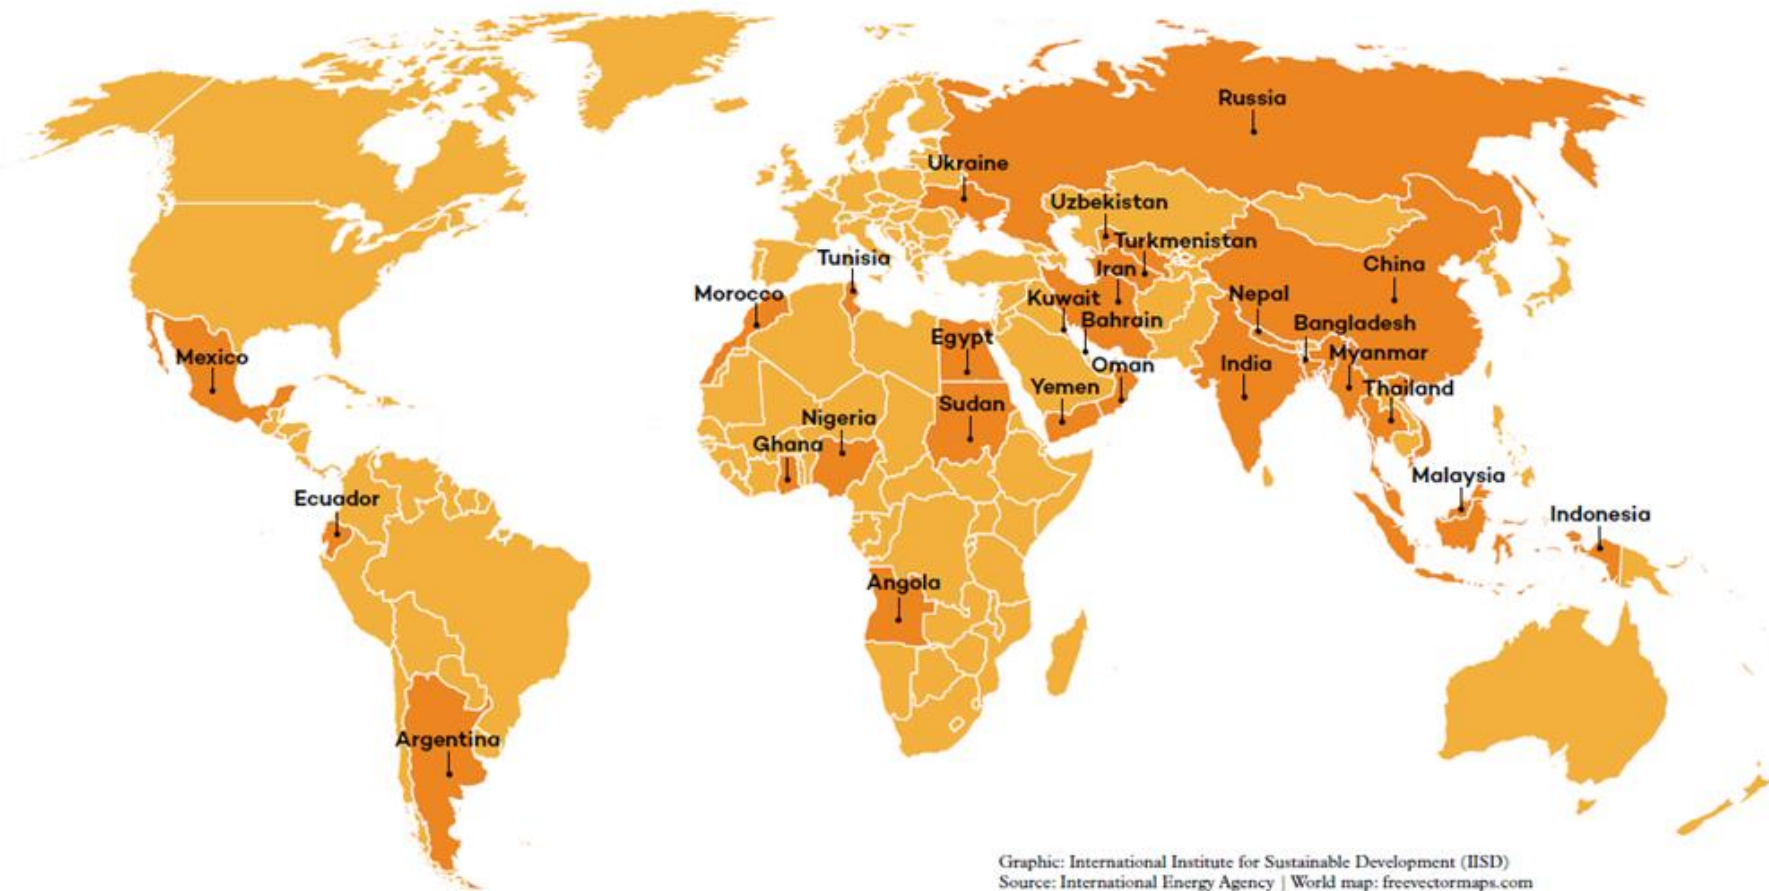 Russia
Ukraine
Uzbekistan
Turkmenistan
Tunisia
Iran
China
Morocco
Kuwait
Nepal
Bahrain
Bangladesh
Egypt
Mexico
Myanmar
Oman
India
Yemen
Thailand
Sudan
Nigeria
Ghana
Malaysia
Ecuador
Indonesia
Angola
Argentina
Graphic: International Institute for Sustainable Development (IISD)
Source: International Energy Agency | World map: freevectormaps.com